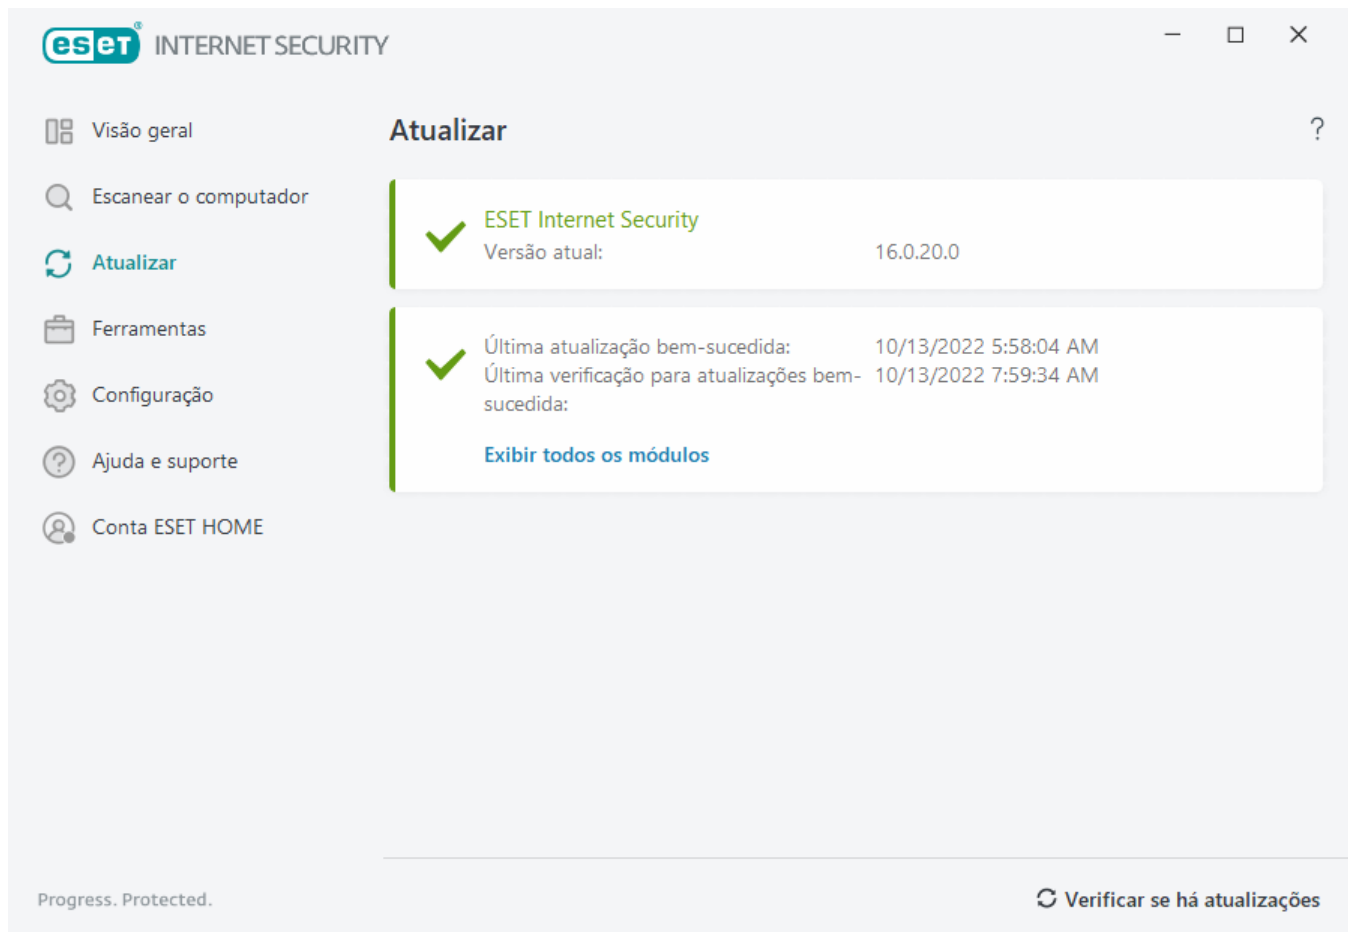 eset® INTERNET SECURITY
Visão geral
Escanear o computador
Atualizar
Ferramentas
Configuração
Ajuda e suporte
Conta ESET HOME
Atualizar
?
ESET Internet Security
Versão atual: 16.0.20.0
Última atualização bem-sucedida: 10/13/2022 5:58:04 AM
Última verificação para atualizações bem- 10/13/2022 7:59:34 AM
sucedida:
Exibir todos os módulos
Progress. Protected.
Verificar se há atualizações